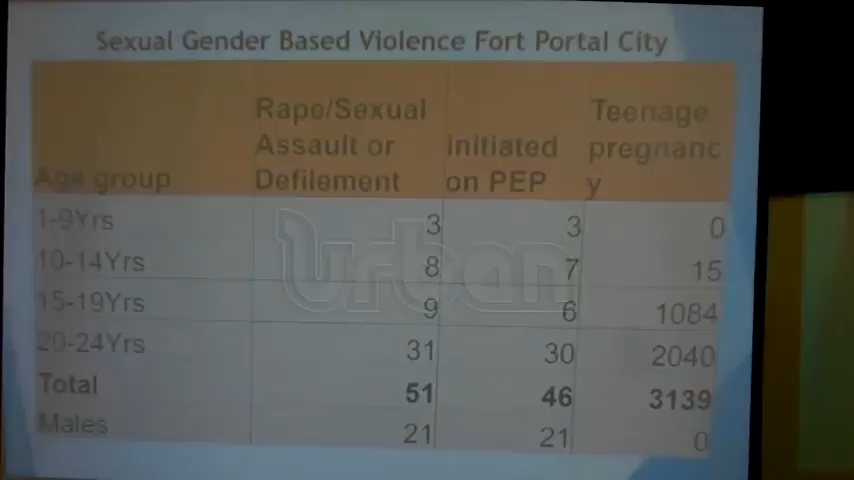 Sexual Gender Based Violence Fort Portal City
Rape/Sexual
Assault or
Defilement
Initiated
on PEP
Teenage
pregnanc
y
Age group
1-9Yrs 3 3 0
10-14Yrs 8 7 15
15-19Yrs 9 6 1084
20-24Yrs 31 30 2040
Total 51 46 3139
Males 21 21 0
urban